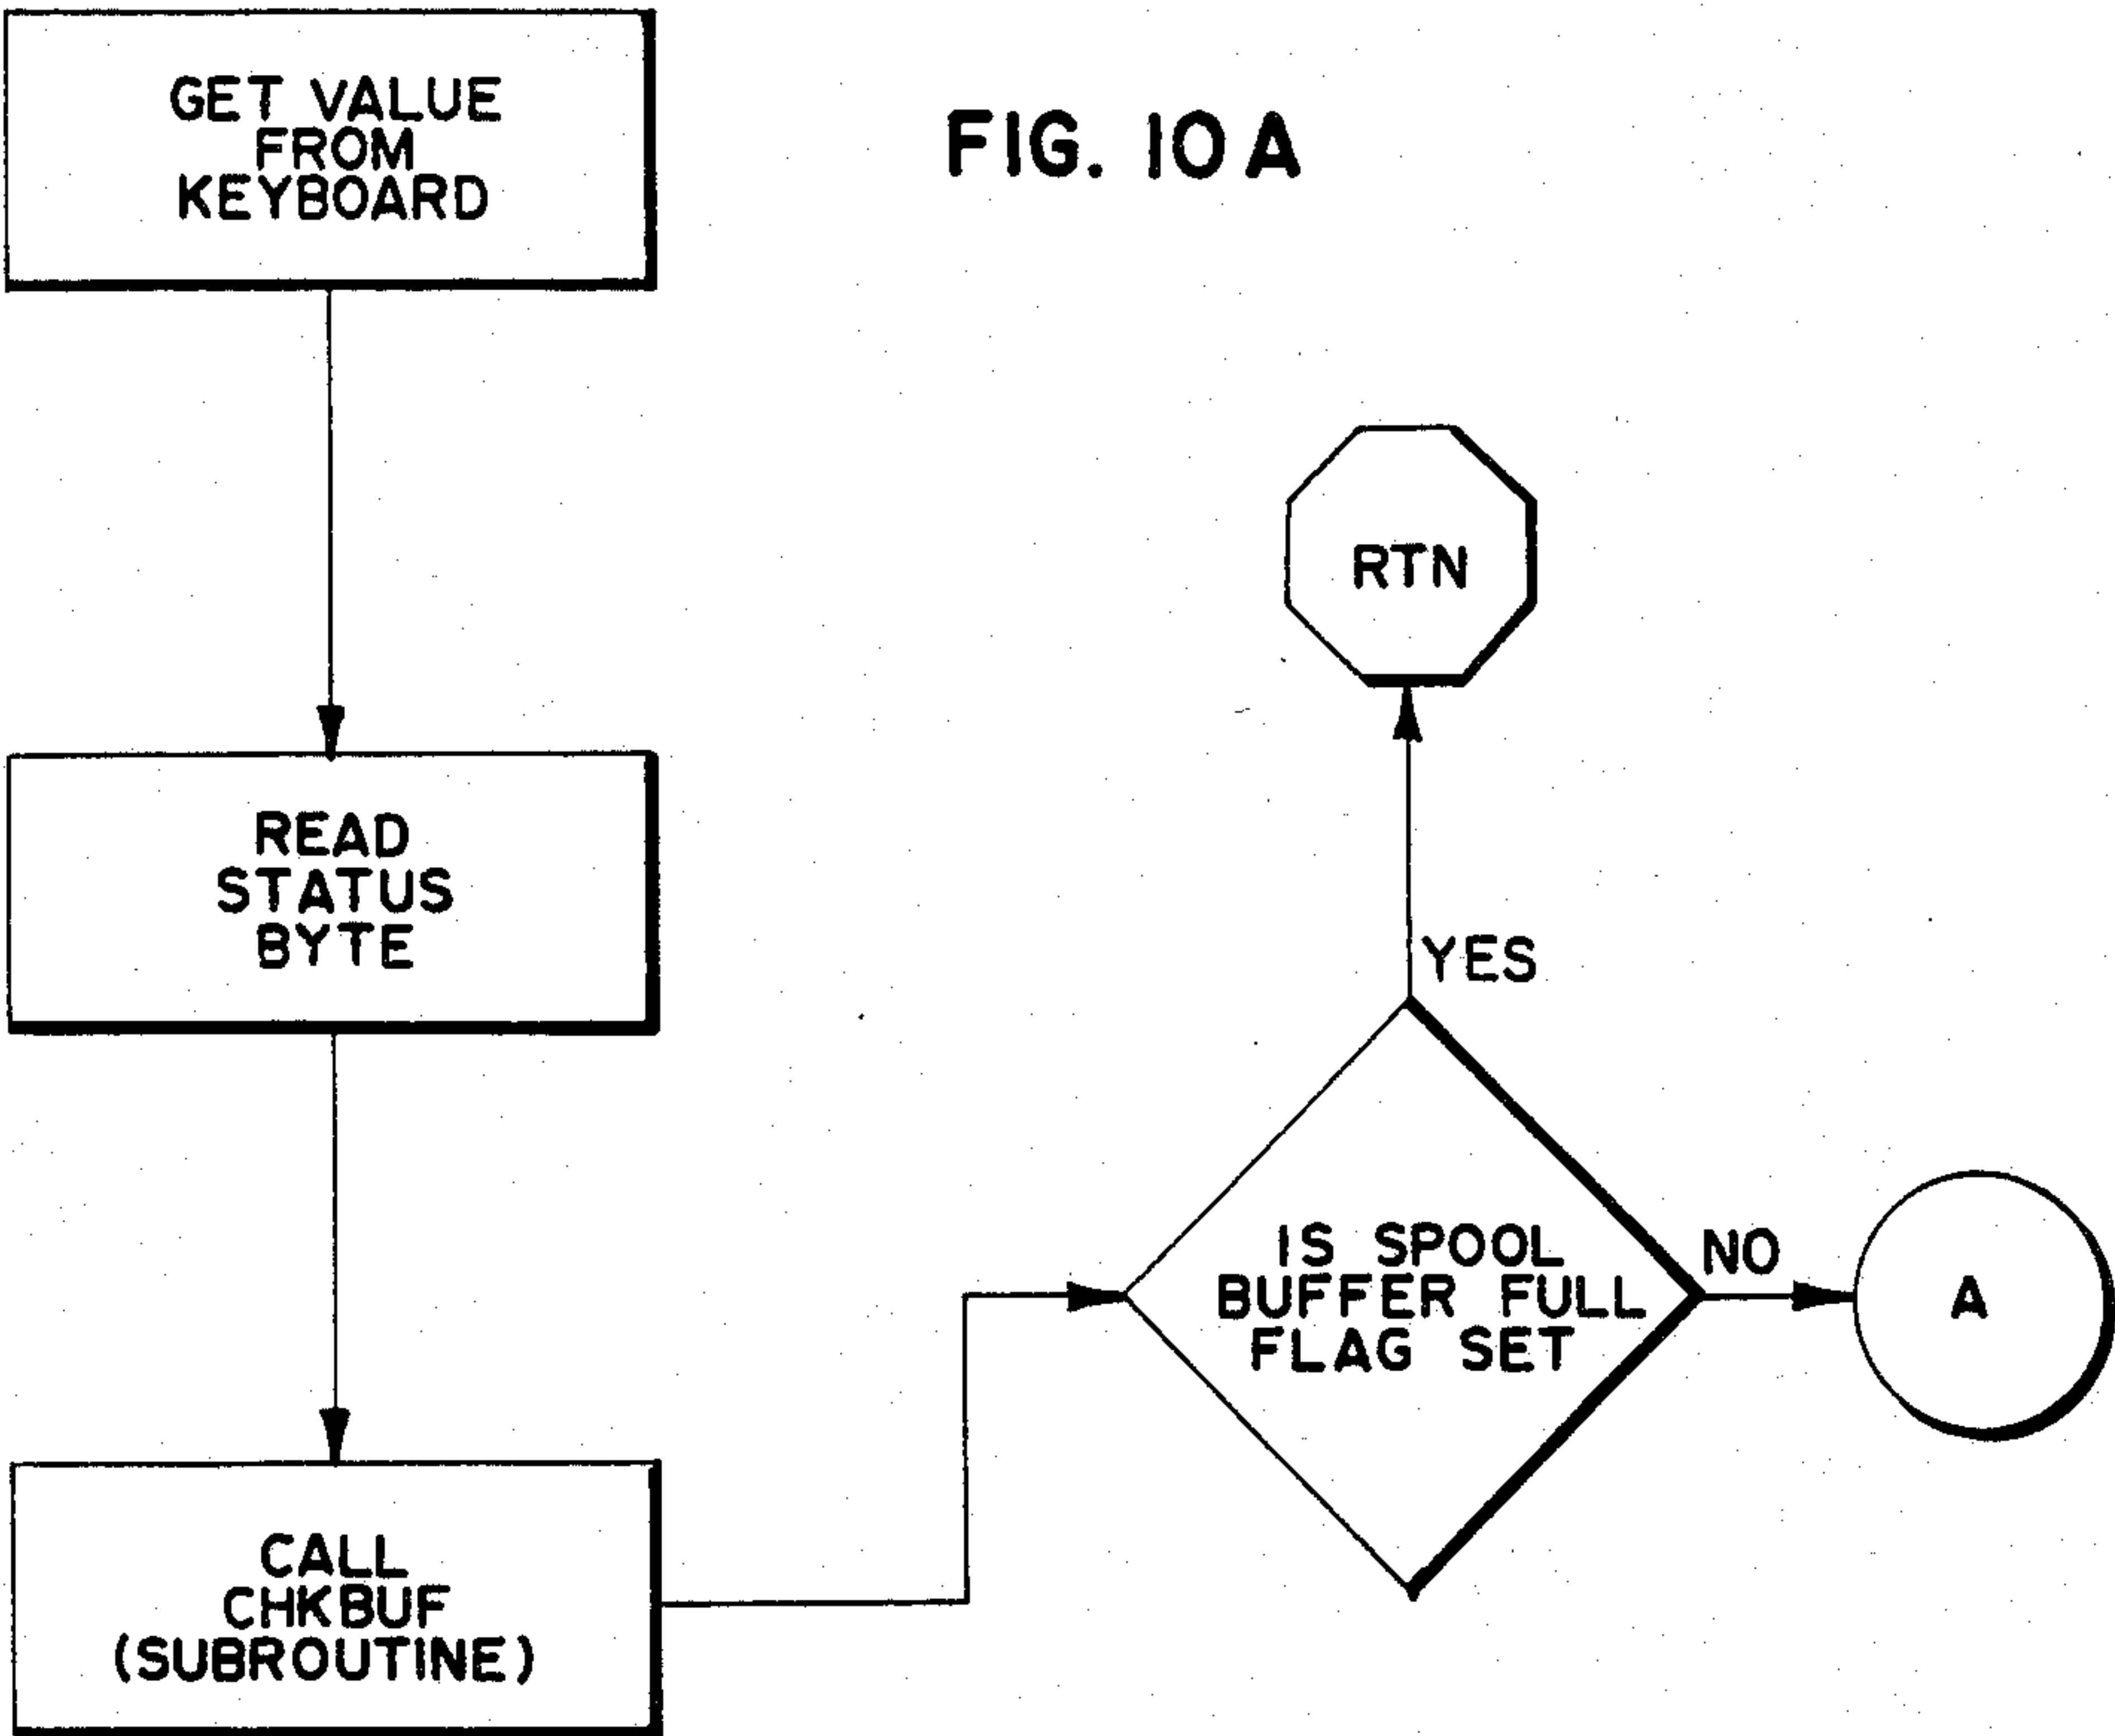 GET VALUE
FROM
KEYBOARD
FIG. 10A
RTN
READ
STATUS
BYTE
YES
IS SPOOL
BUFFER FULL
FLAG SET
NO
A
CALL
CHKBUF
(SUBROUTINE)